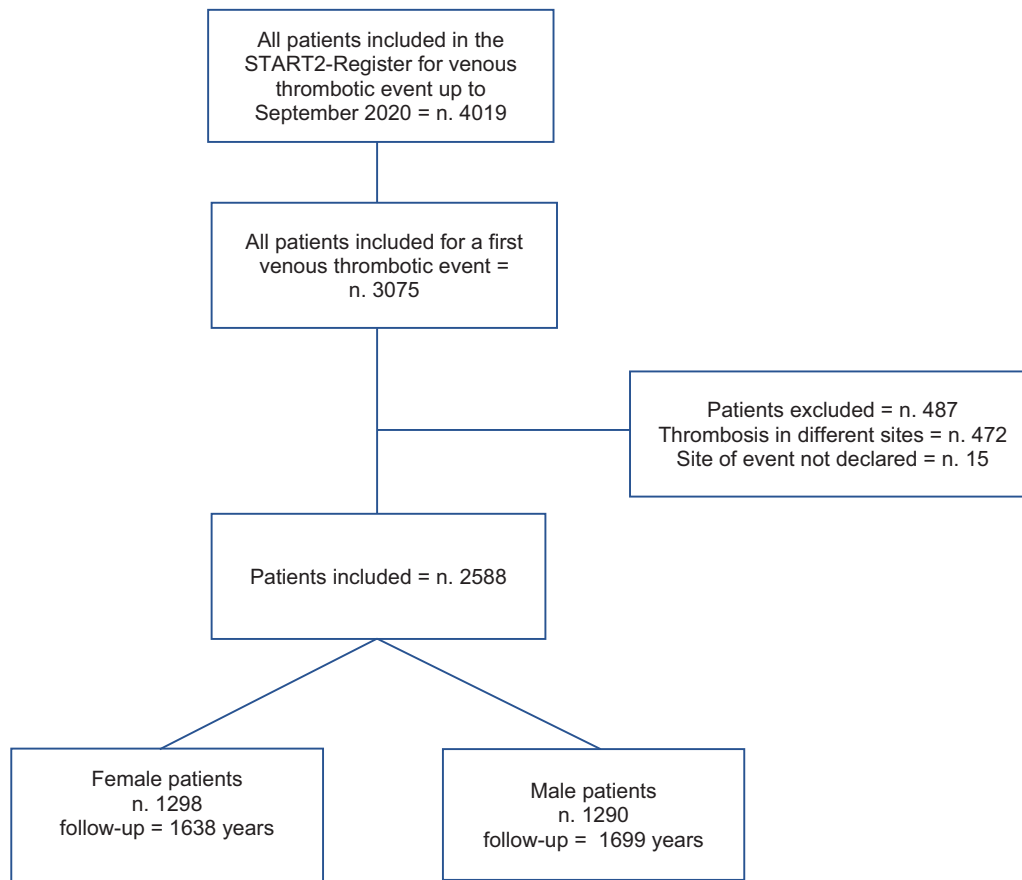 All patients included in the
START2-Register for venous
thrombotic event up to
September 2020 = n. 4019
All patients included for a first
venous thrombotic event =
n. 3075
Patients excluded = n. 487
Thrombosis in different sites = n. 472
Site of event not declared = n. 15
Patients included = n. 2588
Female patients
n. 1298
follow-up = 1638 years
Male patients
n. 1290
follow-up =  1699 years